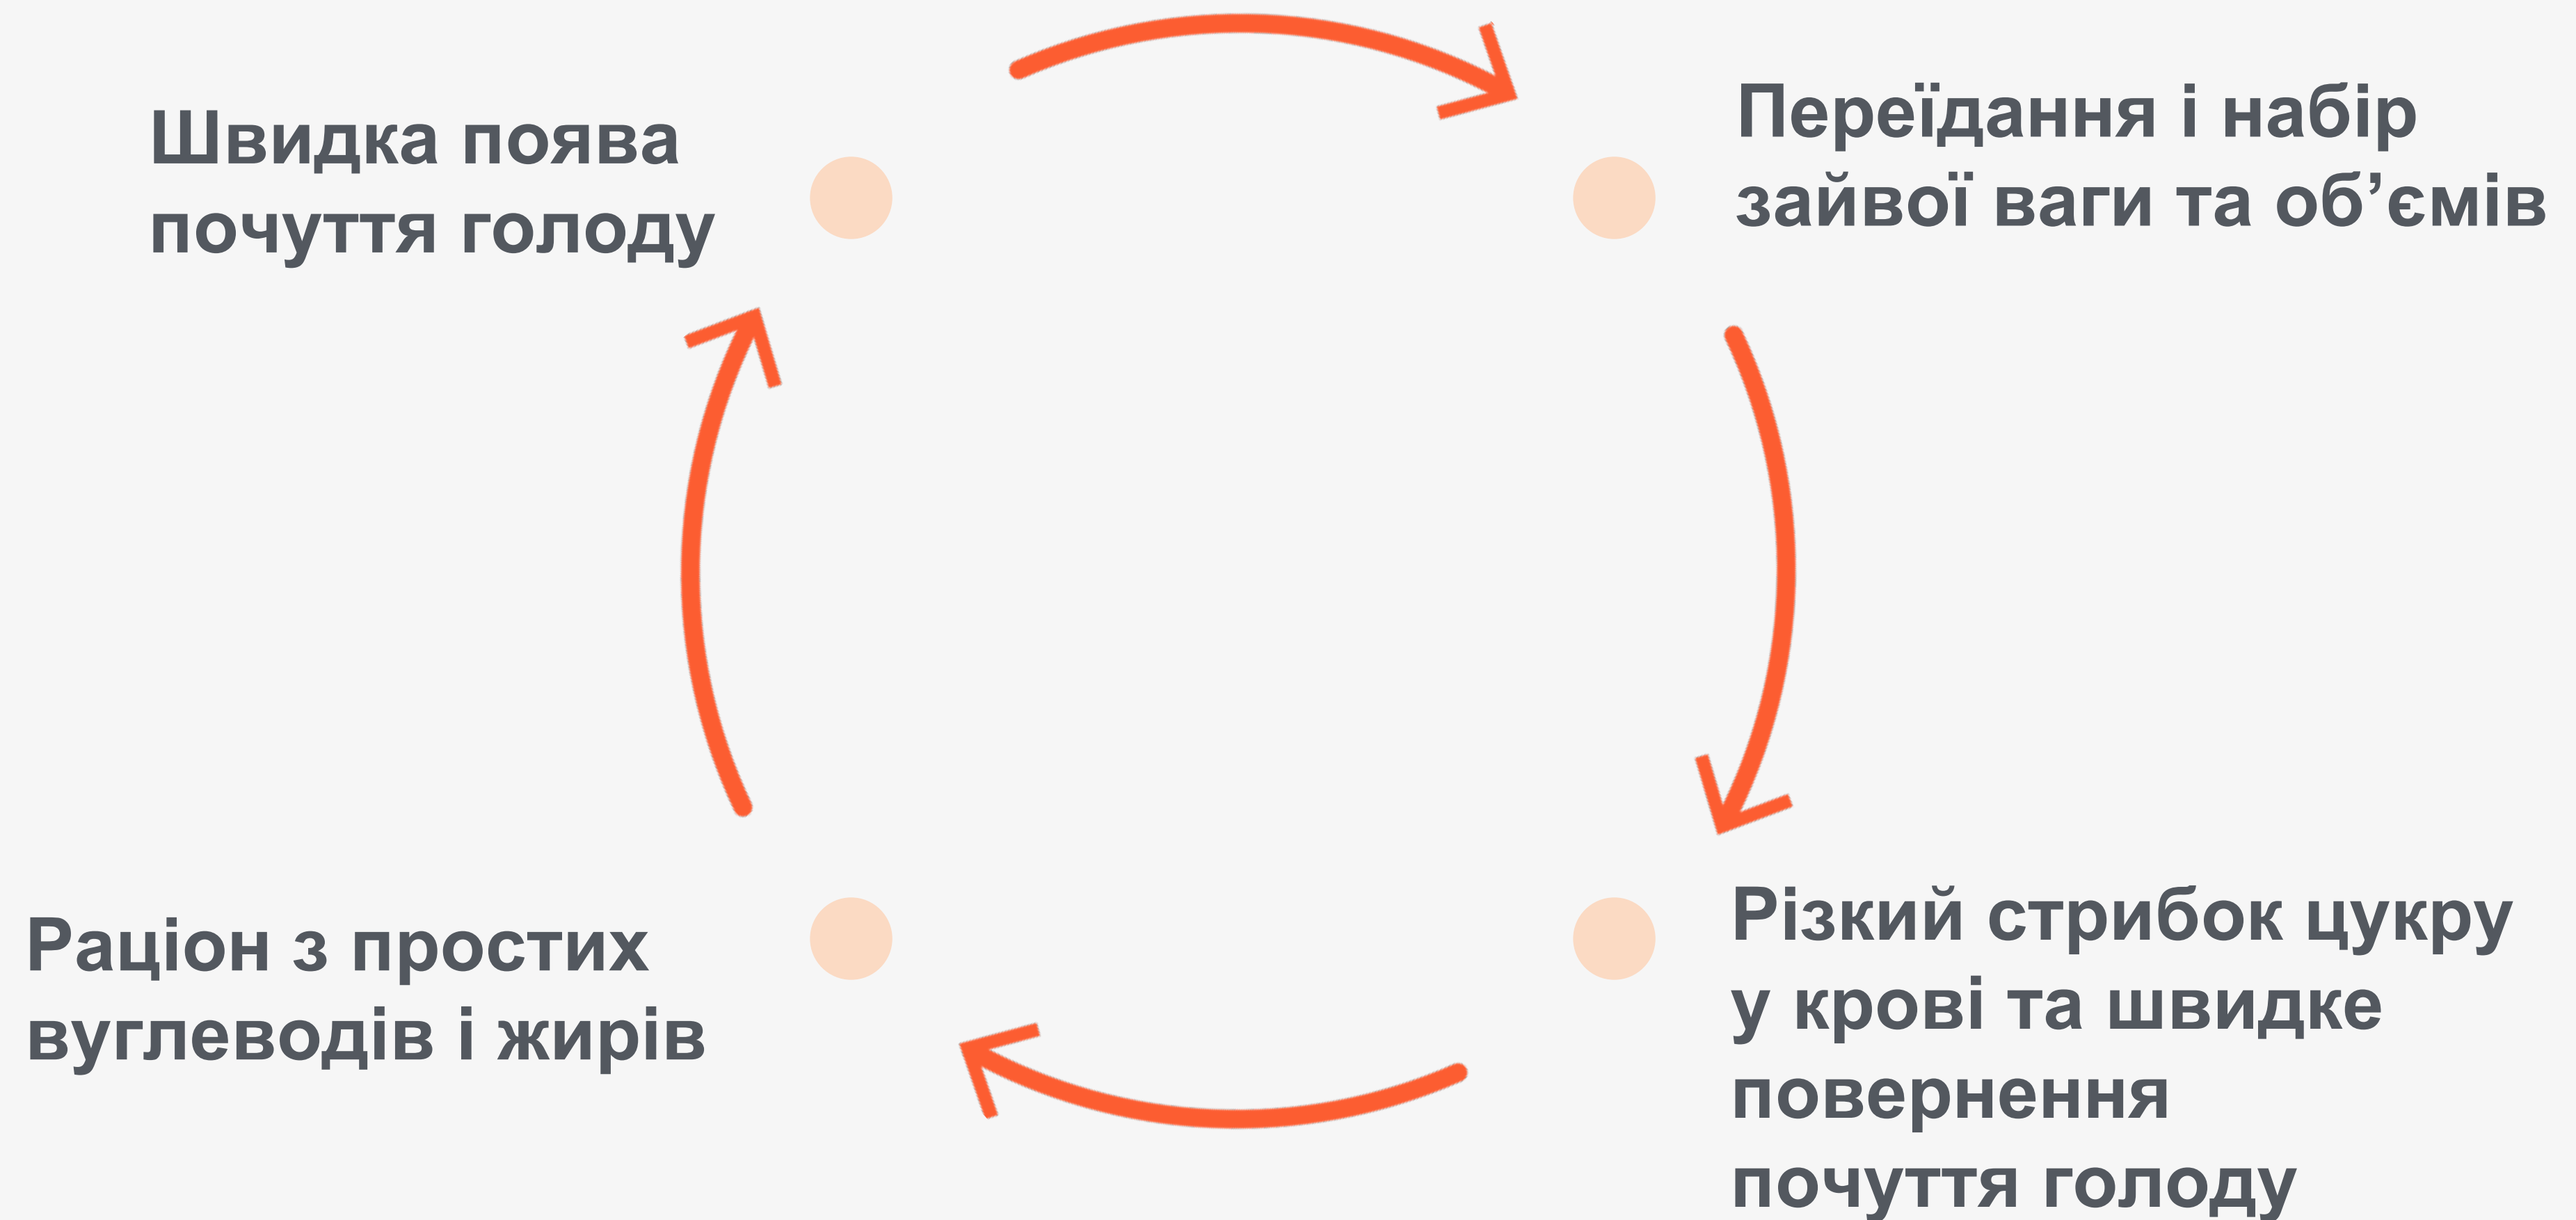 Швидка поява
почуття голоду
Переїдання і набір
зайвої ваги та об’ємів
Раціон з простих
вуглеводів і жирів
Різкий стрибок цукру
у крові та швидке
повернення
почуття голоду